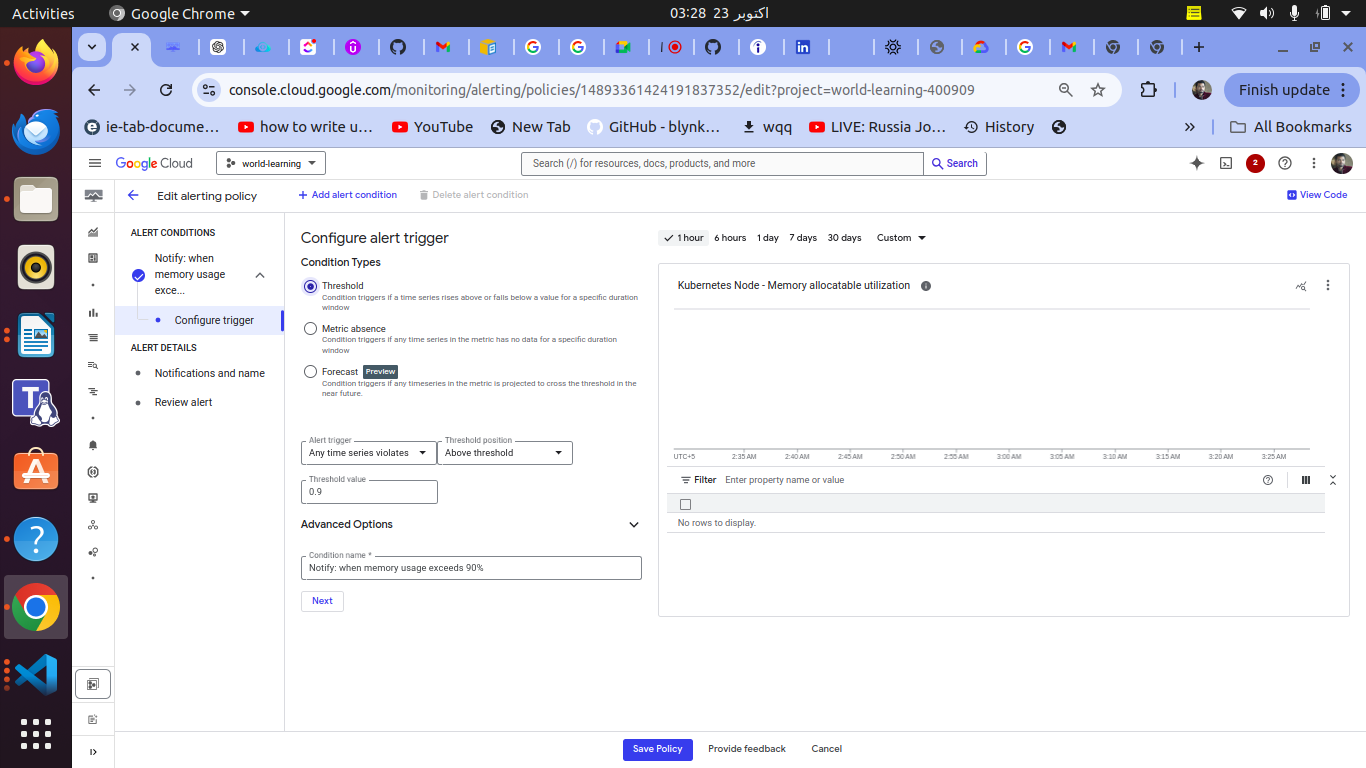 Activities
Google Chrome
03:28 23 اکتوبر
console.cloud.google.com/monitoring/alerting/policies/14893361424191837352/edit?project=world-learning-400909
Finish update
ie-tab-docume…
how to write u…
YouTube
New Tab
GitHub - blynk…
wqq
LIVE: Russia Jo…
History
All Bookmarks
Google Cloud
world-learning
Search (/) for resources, docs, products, and more
Search
2
Edit alerting policy
Add alert condition
Delete alert condition
View Code
ALERT CONDITIONS
Notify: when
memory usage
exce...
Configure trigger
ALERT DETAILS
Notifications and name
Review alert
Configure alert trigger
Condition Types
Threshold
Condition triggers if a time series rises above or falls below a value for a specific duration
window
Metric absence
Condition triggers if any time series in the metric has no data for a specific duration
window
Forecast Preview
Condition triggers if any timeseries in the metric is projected to cross the threshold in the
near future.
Alert trigger
Any time series violates
Threshold position
Above threshold
Threshold value
0.9
Advanced Options
Condition name *
Notify: when memory usage exceeds 90%
Next
1 hour 6 hours 1 day 7 days 30 days Custom
Kubernetes Node - Memory allocatable utilization
UTC+5 2:35 AM 2:40 AM 2:45 AM 2:50 AM 2:55 AM 3:00 AM 3:05 AM 3:10 AM 3:15 AM 3:20 AM 3:25 AM
Filter Enter property name or value
No rows to display.
Save Policy
Provide feedback
Cancel